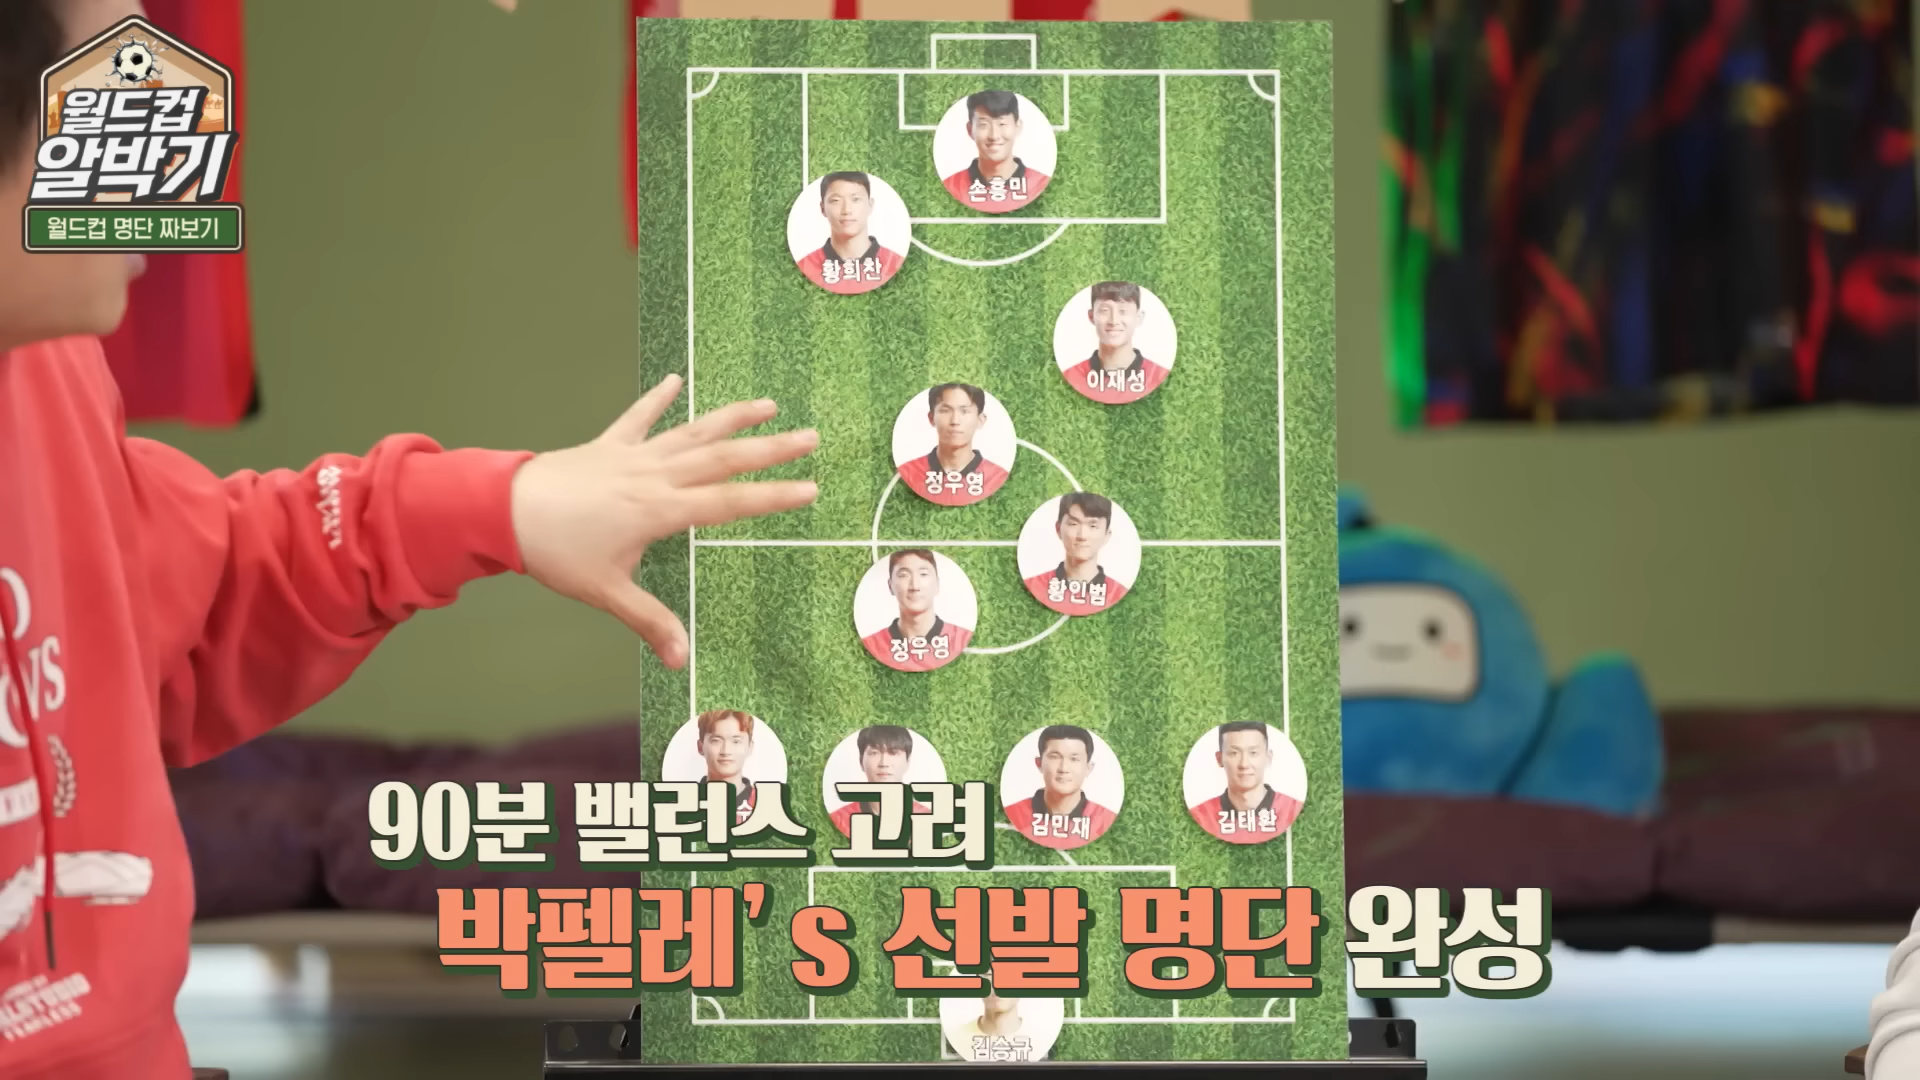 월드컵
알박기
월드컵 명단 짜보기
손흥민
황희찬
이재성
정우영
황인범
정우영
수
김민재
김태환
90분 밸런스 고려
박펠레's 선발 명단 완성
김승규